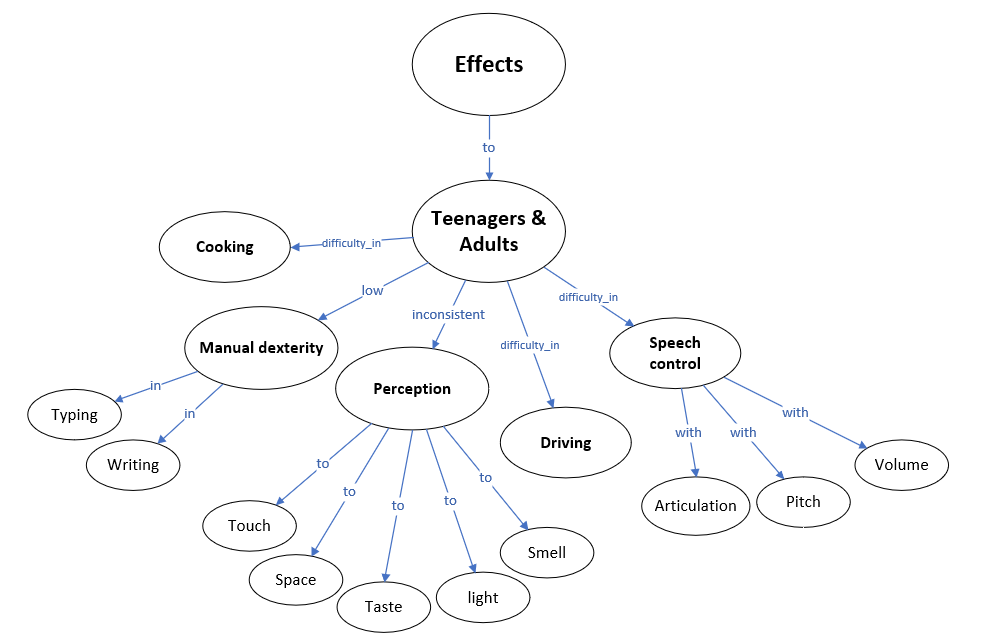 Effects
to
Teenagers &
Adults
Cooking
difficulty_in
low
inconsistent
difficulty_in
difficulty_in
Manual dexterity
Perception
Driving
Speech
control
in
in
Typing
Writing
to
to
to
to
to
Touch
Space
Taste
light
Smell
with
with
with
Articulation
Pitch
Volume